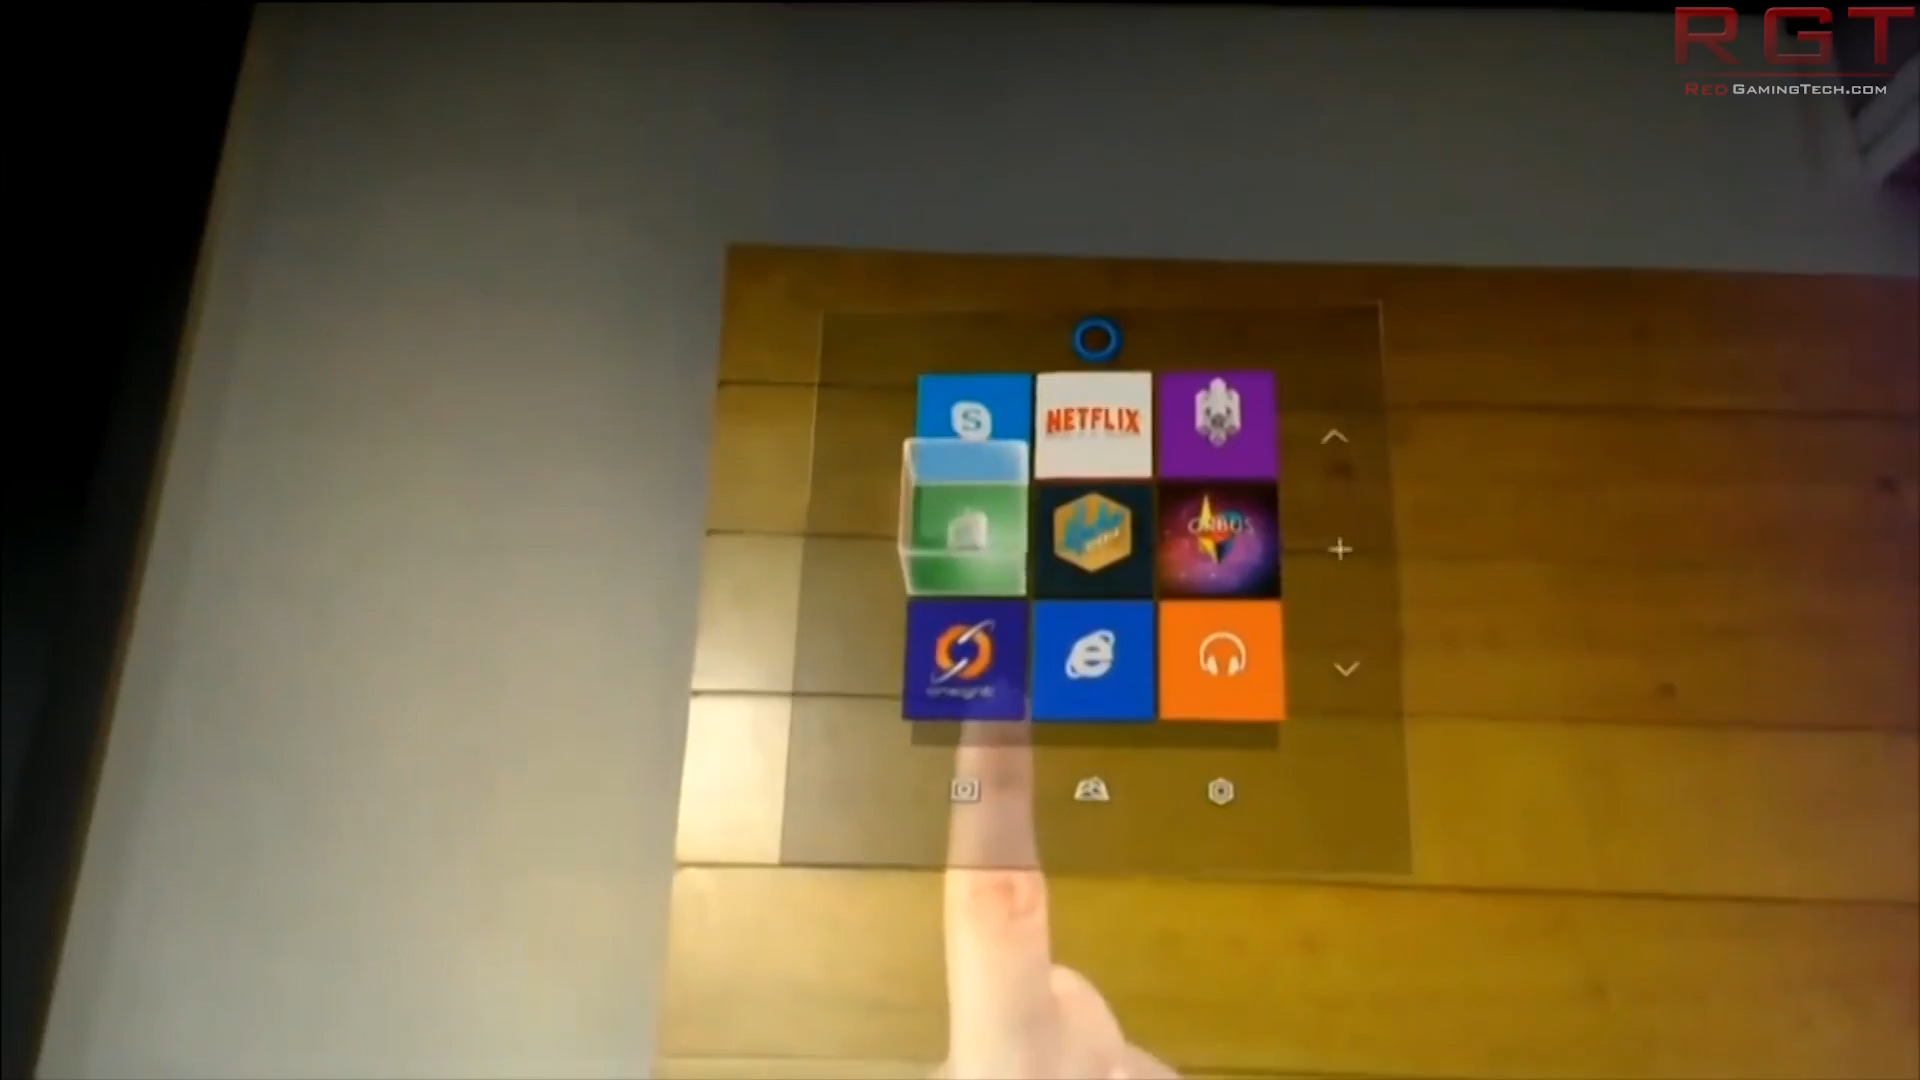 RGT
RedGamingTech.com
S
NETFLIX
ORBUS